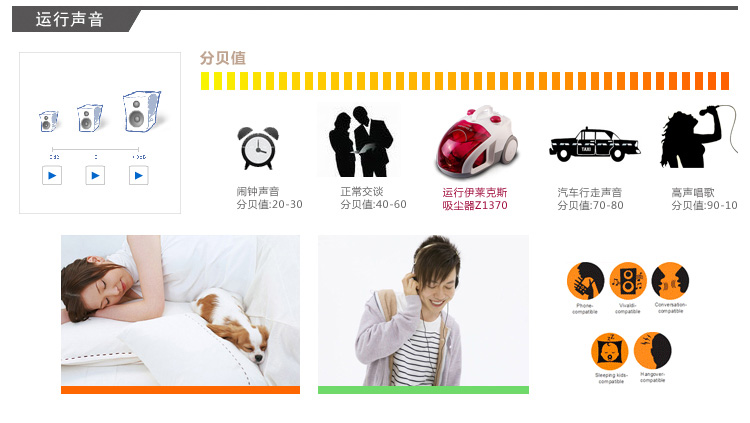 运行声音
分贝值
闹钟声音
分贝值:20-30
正常交谈
分贝值:40-60
运行伊莱克斯
吸尘器Z1370
汽车行走声音
分贝值:70-80
高声唱歌
分贝值:90-10
TAXI
Phone-
compatible
Vivaldi-
compatible
Conversation-
compatible
zZ
Sleeping kids-
compatible
Hangover-
compatible